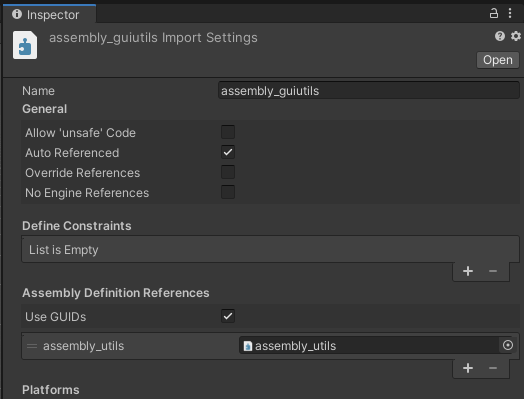 Inspector
assembly_guiutils Import Settings
Open
Name assembly_guiutils
General
Allow 'unsafe' Code
Auto Referenced
Override References
No Engine References
Define Constraints
List is Empty
+ −
Assembly Definition References
Use GUIDs
assembly_utils assembly_utils
+ −
Platforms